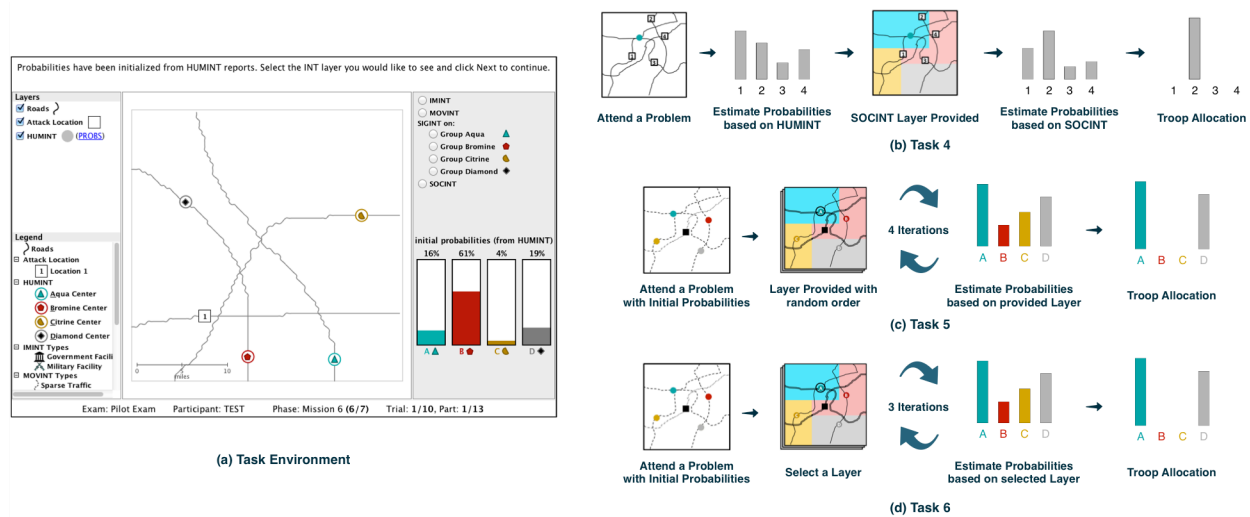 Probabilities have been initialized from HUMINT reports. Select the INT layer you would like to see and click Next to continue.
Layers
Roads
Attack Location
HUMINT (PROBS)
Legend
Roads
Attack Location
1 Location 1
HUMINT
Aqua Center
Bromine Center
Citrine Center
Diamond Center
IMINT Types
Government Facili
Military Facility
MOVINT Types
Sparse Traffic
1
0 10
miles
IMINT
MOVINT
SIGINT on:
Group Aqua
Group Bromine
Group Citrine
Group Diamond
SOCINT
initial probabilities (from HUMINT)
16% 61% 4% 19%
A B C D
Exam: Pilot Exam Participant: TEST Phase: Mission 6 (6/7) Trial: 1/10, Part: 1/13
(a) Task Environment
2
4
1
3
1 2 3 4
2
4
1
3
1 2 3 4
1 2 3 4
Attend a Problem
Estimate Probabilities
based on HUMINT
SOCINT Layer Provided
Estimate Probabilities
based on SOCINT
Troop Allocation
(b) Task 4
4 Iterations
A B C D
A B C D
Attend a Problem
with Initial Probabilities
Layer Provided with
random order
Estimate Probabilities
based on provided Layer
Troop Allocation
(c) Task 5
3 Iterations
A B C D
A B C D
Attend a Problem
with Initial Probabilities
Select a Layer
Estimate Probabilities
based on selected Layer
Troop Allocation
(d) Task 6